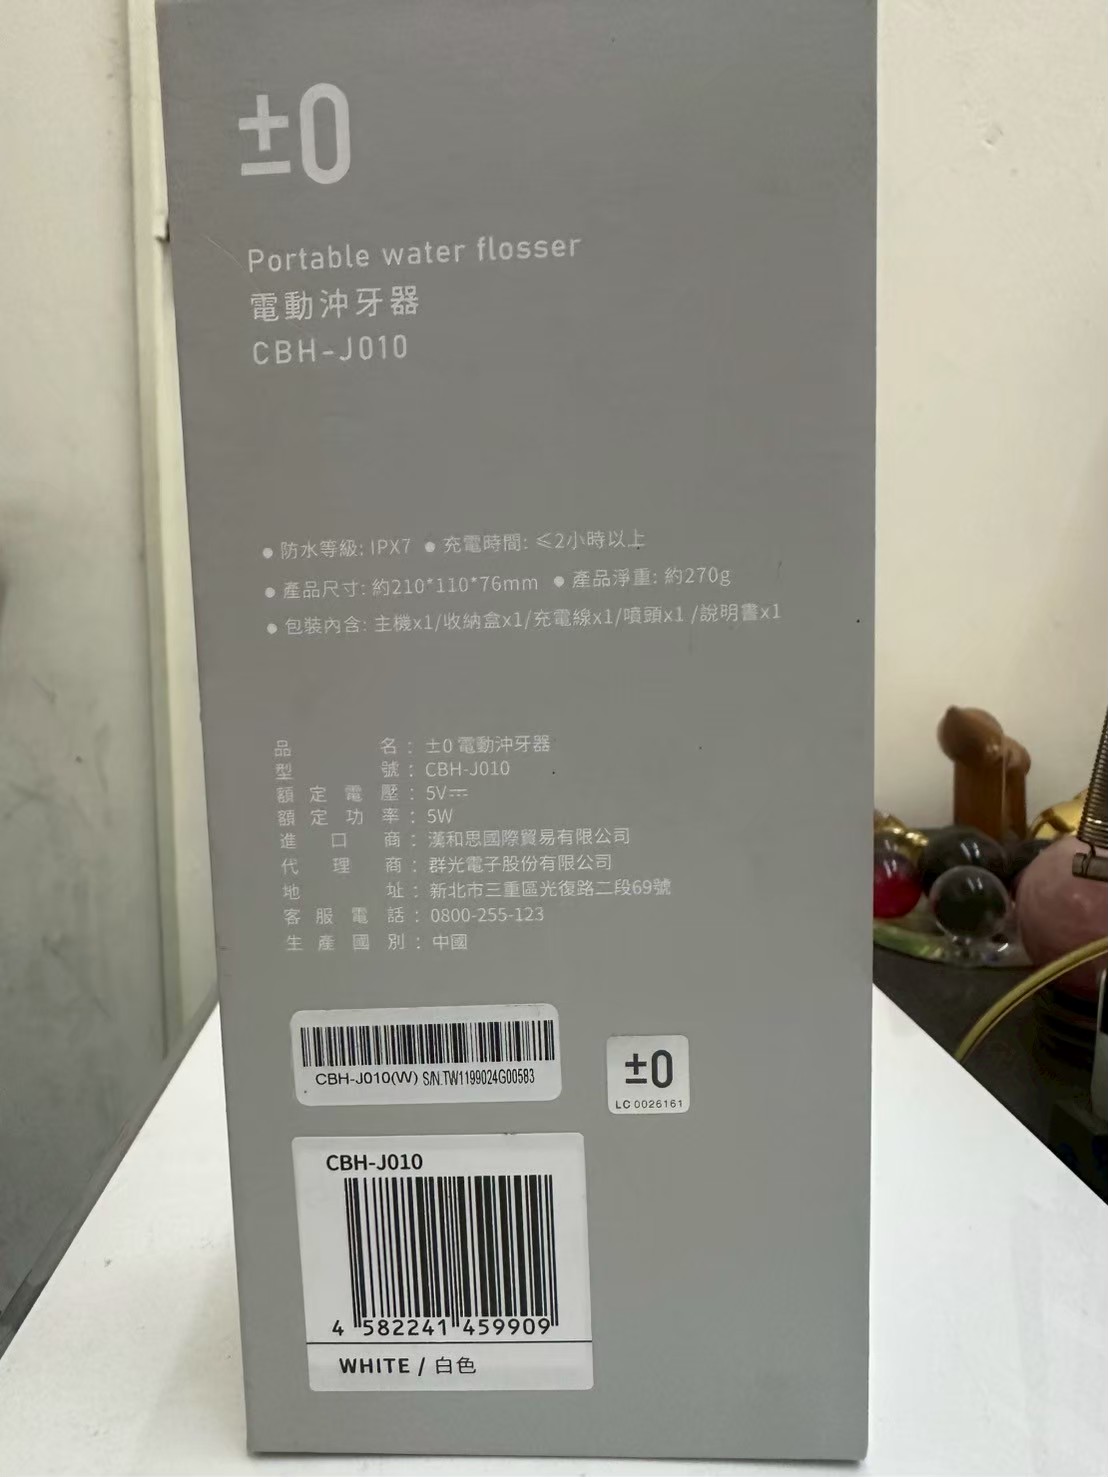 ±0
Portable water flosser
電動沖牙器
CBH-J010
● 防水等級: IPX7 ● 充電時間: ≤2小時以上
● 產品尺寸: 約210*110*76mm ● 產品淨重: 約270g
● 包裝內含: 主機x1/收納盒x1/充電線x1/噴頭x1 /說明書x1
品名：±0 電動沖牙器
型號：CBH-J010
額定電壓：5V⎓
額定功率：5W
進口商：漢和思國際貿易有限公司
代理商：群光電子股份有限公司
地址：新北市三重區光復路二段69號
客服電話：0800-255-123
生產國別：中國
CBH-J010(W) S/N.TW1199024G00583
±0
LC 0026161
CBH-J010
4 582241 459909
WHITE / 白色